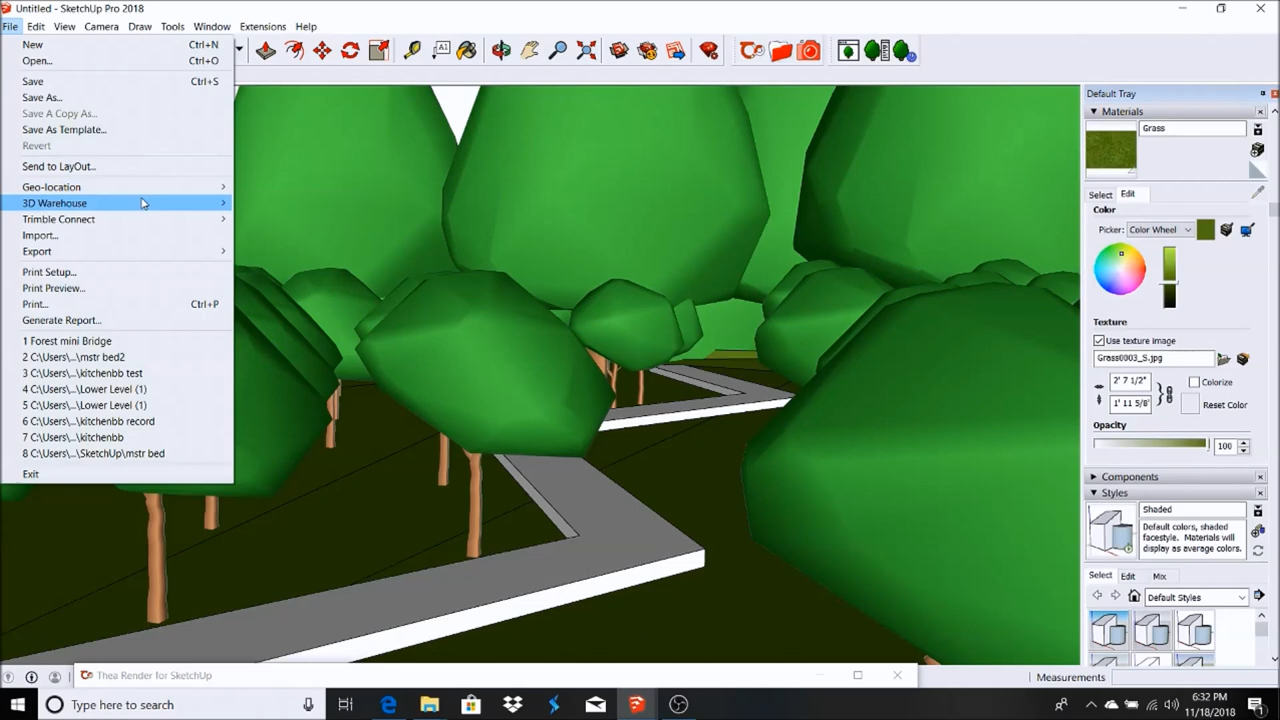 Untitled - SketchUp Pro 2018
File Edit View Camera Draw Tools Window Extensions Help
New Ctrl+N
Open... Ctrl+O
Save Ctrl+S
Save As...
Save A Copy As...
Save As Template...
Revert
Send to LayOut...
Geo-location
3D Warehouse
Trimble Connect
Import...
Export
Print Setup...
Print Preview...
Print... Ctrl+P
Generate Report...
1 Forest mini Bridge
2 C:\Users\...\mstr bed2
3 C:\Users\...\kitchenbb test
4 C:\Users\...\Lower Level (1)
5 C:\Users\...\Lower Level (1)
6 C:\Users\...\kitchenbb record
7 C:\Users\...\kitchenbb
8 C:\Users\...\SketchUp\mstr bed
Exit
A1
Default Tray
Materials
Grass
Select Edit
Color
Picker: Color Wheel
Texture
Use texture image
Grass0003_S.jpg
2' 7 1/2"
Colorize
1' 11 5/8"
Reset Color
Opacity
100
Components
Styles
Shaded
Default colors, shaded
facestyle. Materials will
display as average colors.
Select Edit Mix
Default Styles
Thea Render for SketchUp
Measurements
Type here to search
6:32 PM
11/18/2018
1